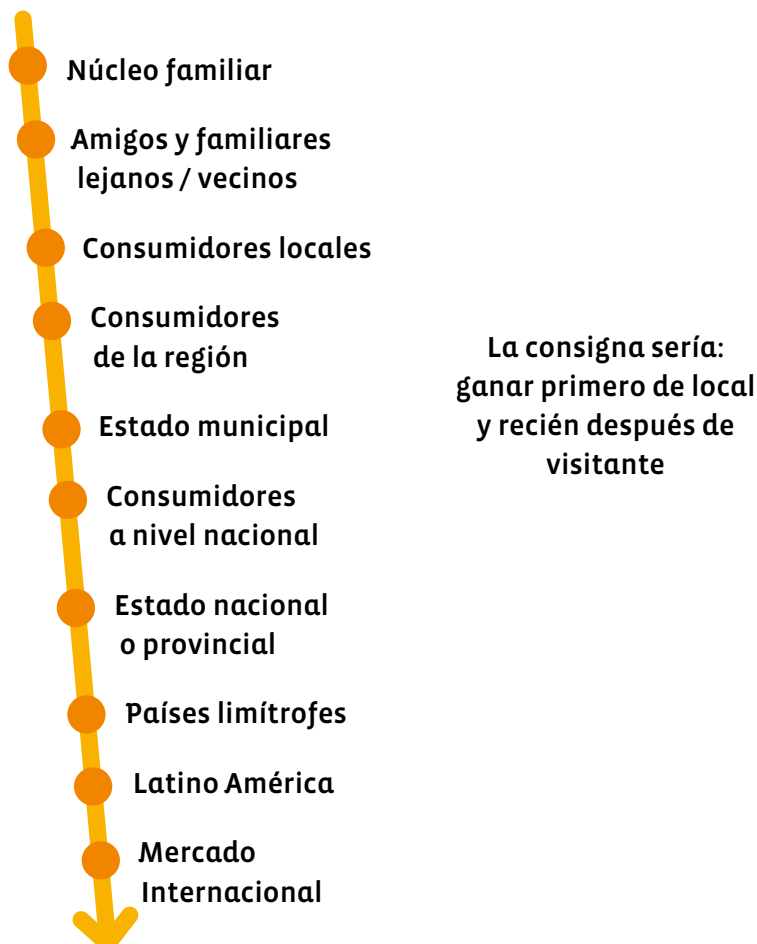 Núcleo familiar
Amigos y familiares
lejanos / vecinos
Consumidores locales
Consumidores
de la región
Estado municipal
Consumidores
a nivel nacional
Estado nacional
o provincial
Países limítrofes
Latino América
Mercado
Internacional
La consigna sería:
ganar primero de local
y recién después de
visitante